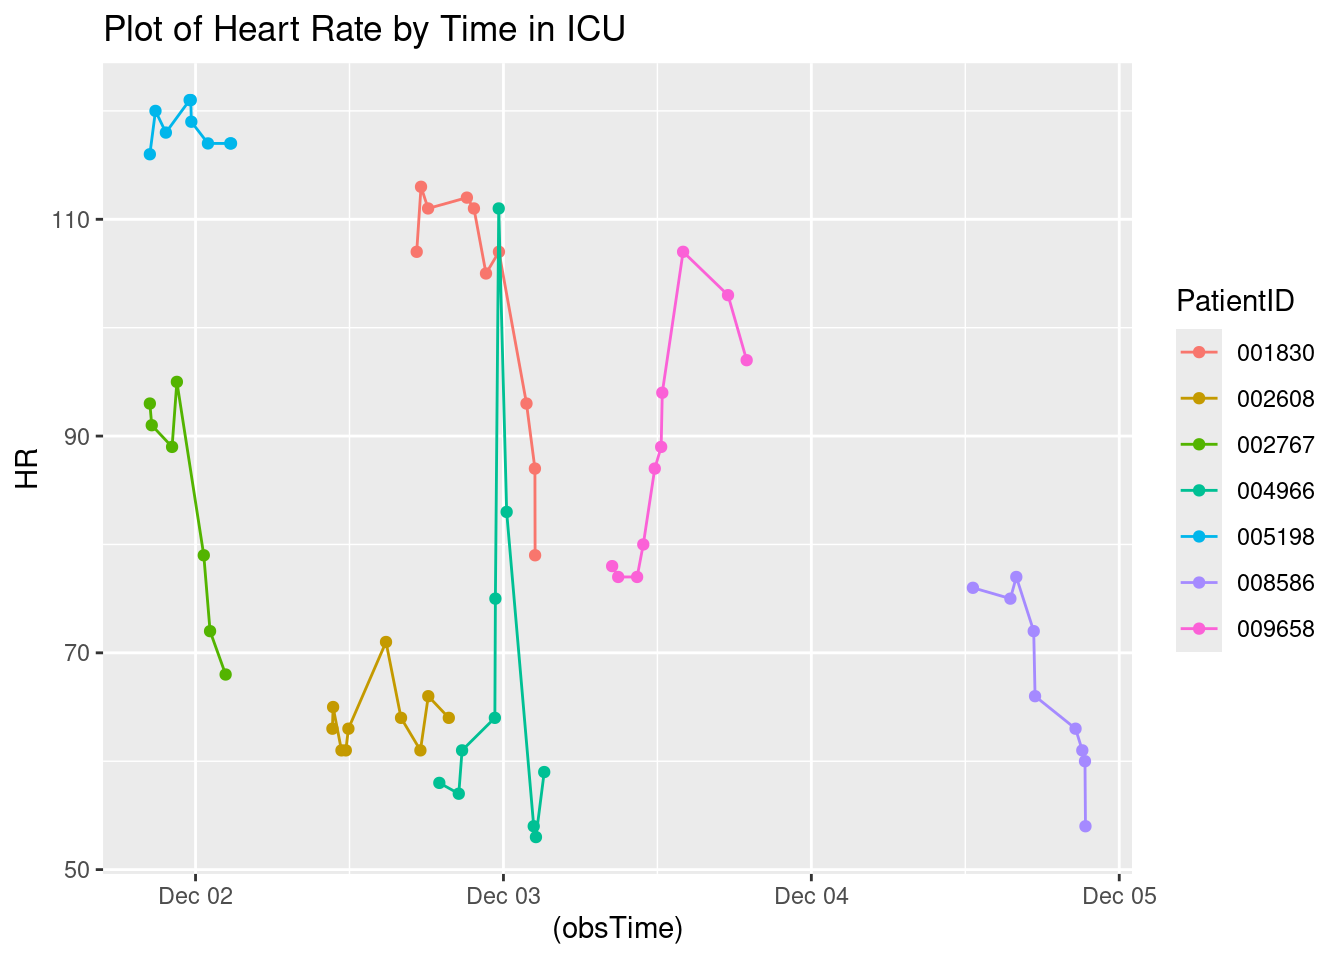 Plot of Heart Rate by Time in ICU
HR
110
90
70
50
Dec 02
Dec 03
Dec 04
Dec 05
(obsTime)
PatientID
001830
002608
002767
004966
005198
008586
009658